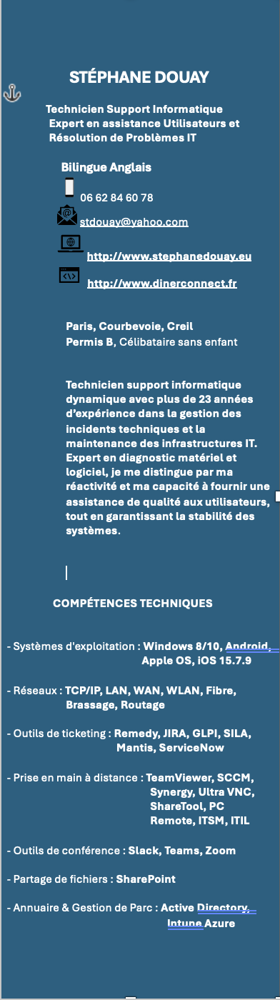 STÉPHANE DOUAY
Technicien Support Informatique
Expert en assistance Utilisateurs et
Résolution de Problèmes IT
Bilingue Anglais
06 62 84 60 78
stdouay@yahoo.com
http://www.stephanedouay.eu
http://www.dinerconnect.fr
Paris, Courbevoie, Creil
Permis B, Célibataire sans enfant
Technicien support informatique
dynamique avec plus de 23 années
d’expérience dans la gestion des
incidents techniques et la
maintenance des infrastructures IT.
Expert en diagnostic matériel et
logiciel, je me distingue par ma
réactivité et ma capacité à fournir une
assistance de qualité aux utilisateurs,
tout en garantissant la stabilité des
systèmes.
COMPÉTENCES TECHNIQUES
- Systèmes d'exploitation : Windows 8/10, Android,
Apple OS, iOS 15.7.9
- Réseaux : TCP/IP, LAN, WAN, WLAN, Fibre,
Brassage, Routage
- Outils de ticketing : Remedy, JIRA, GLPI, SILA,
Mantis, ServiceNow
- Prise en main à distance : TeamViewer, SCCM,
Synergy, Ultra VNC,
ShareTool, PC
Remote, ITSM, ITIL
- Outils de conférence : Slack, Teams, Zoom
- Partage de fichiers : SharePoint
- Annuaire & Gestion de Parc : Active Directory,
Intune Azure